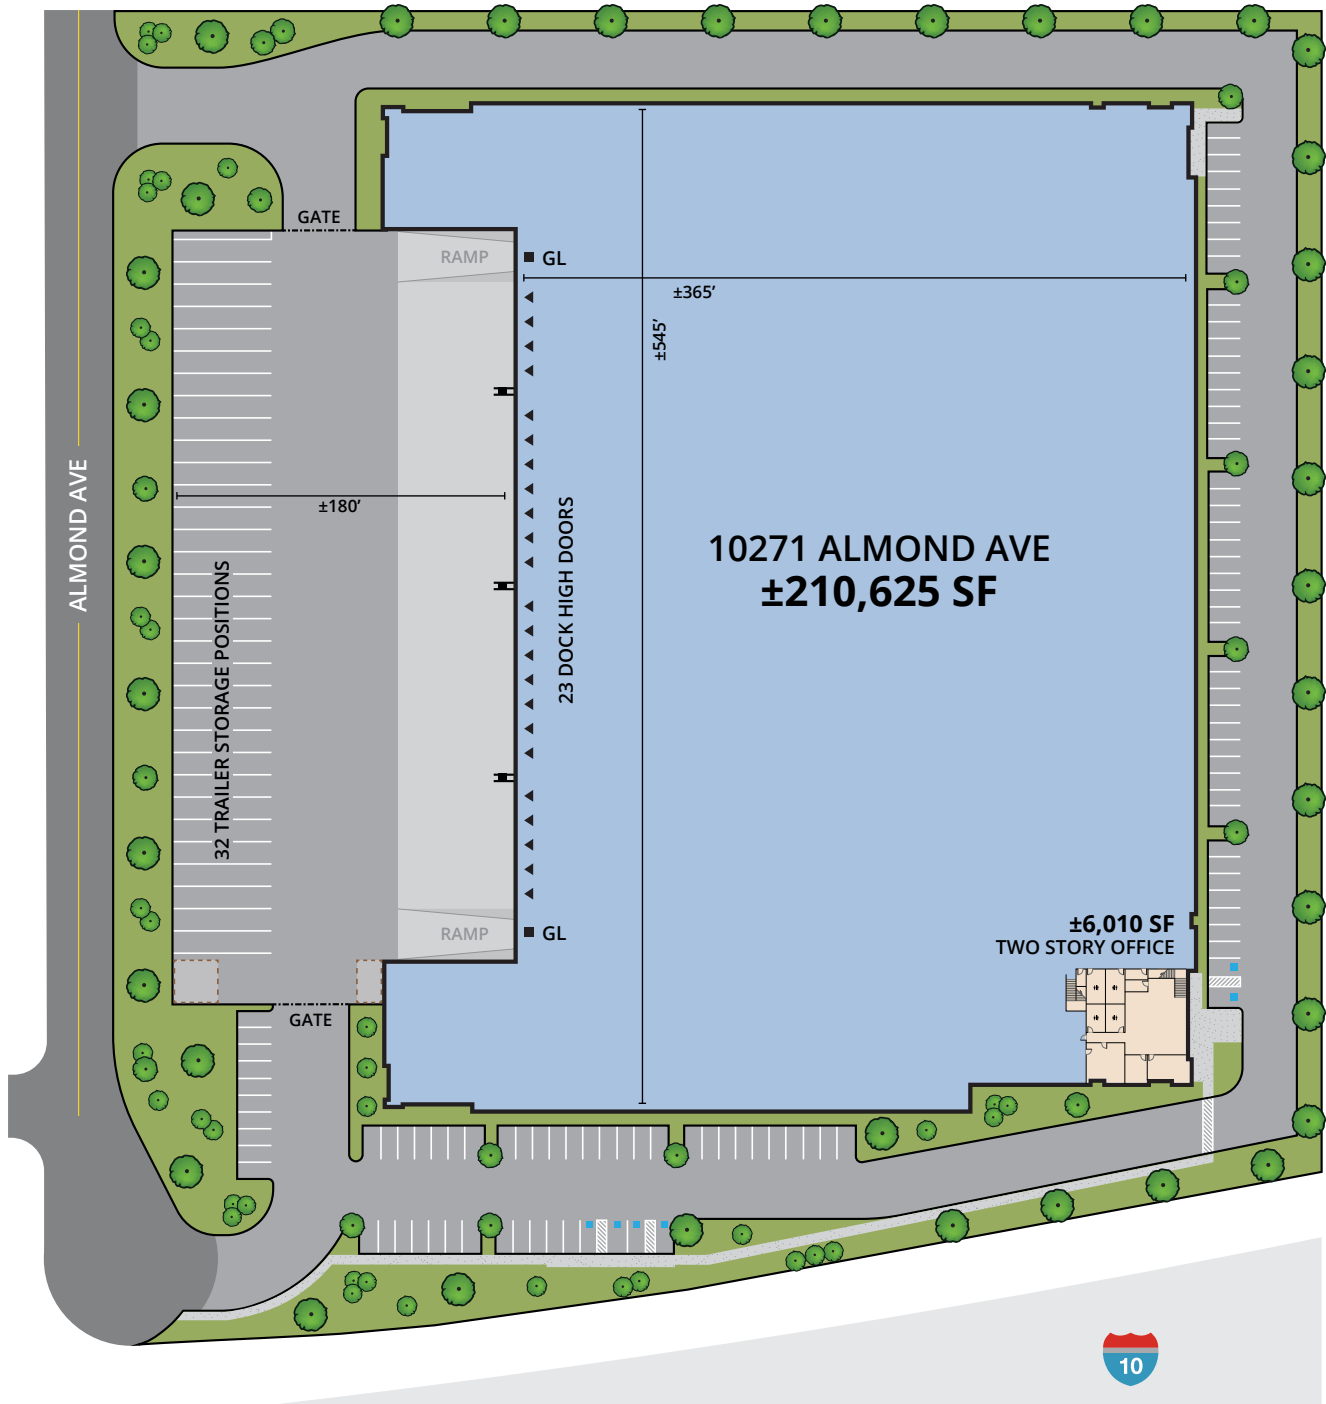 GATE
RAMP
GL
±365’
±545’
ALMOND AVE
±180’
32 TRAILER STORAGE POSITIONS
23 DOCK HIGH DOORS
10271 ALMOND AVE
±210,625 SF
±6,010 SF
TWO STORY OFFICE
RAMP
GL
GATE
10